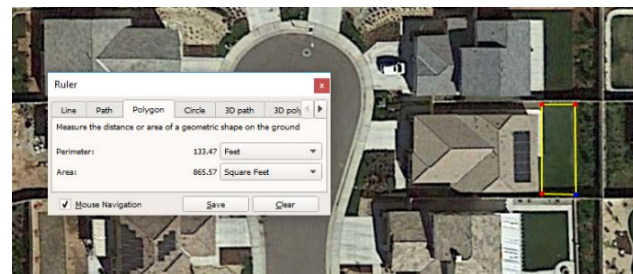 Ruler x
Line Path Polygon Circle 3D path 3D poly
Measure the distance or area of a geometric shape on the ground
Perimeter: 133.47 Feet
Area: 865.57 Square Feet
Mouse Navigation Save Clear